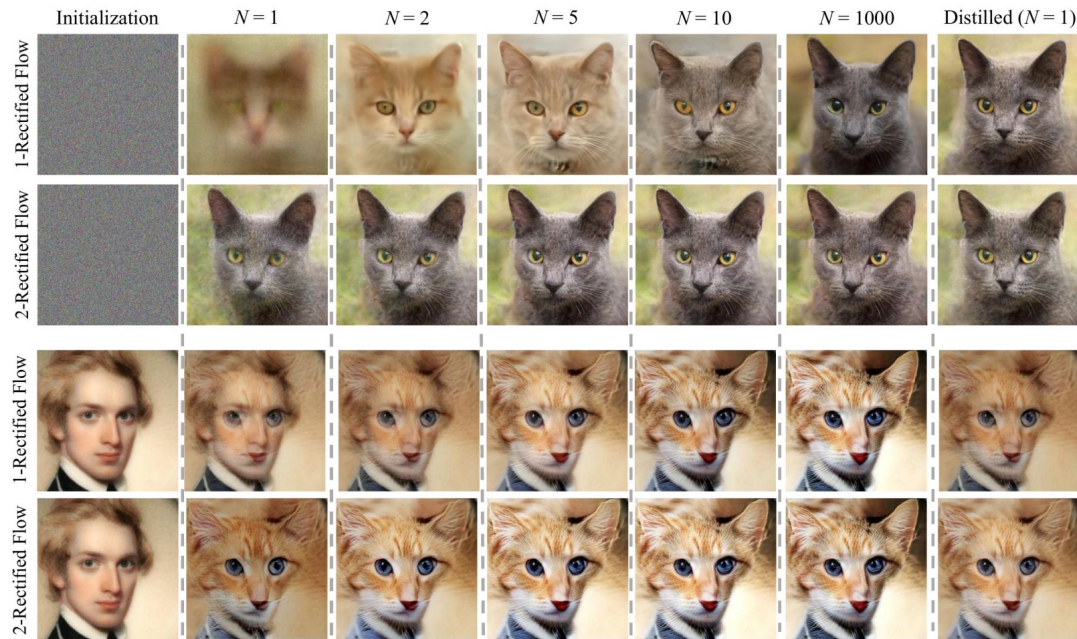 Initialization N = 1 N = 2 N = 5 N = 10 N = 1000 Distilled (N = 1)
1-Rectified Flow
2-Rectified Flow
1-Rectified Flow
2-Rectified Flow